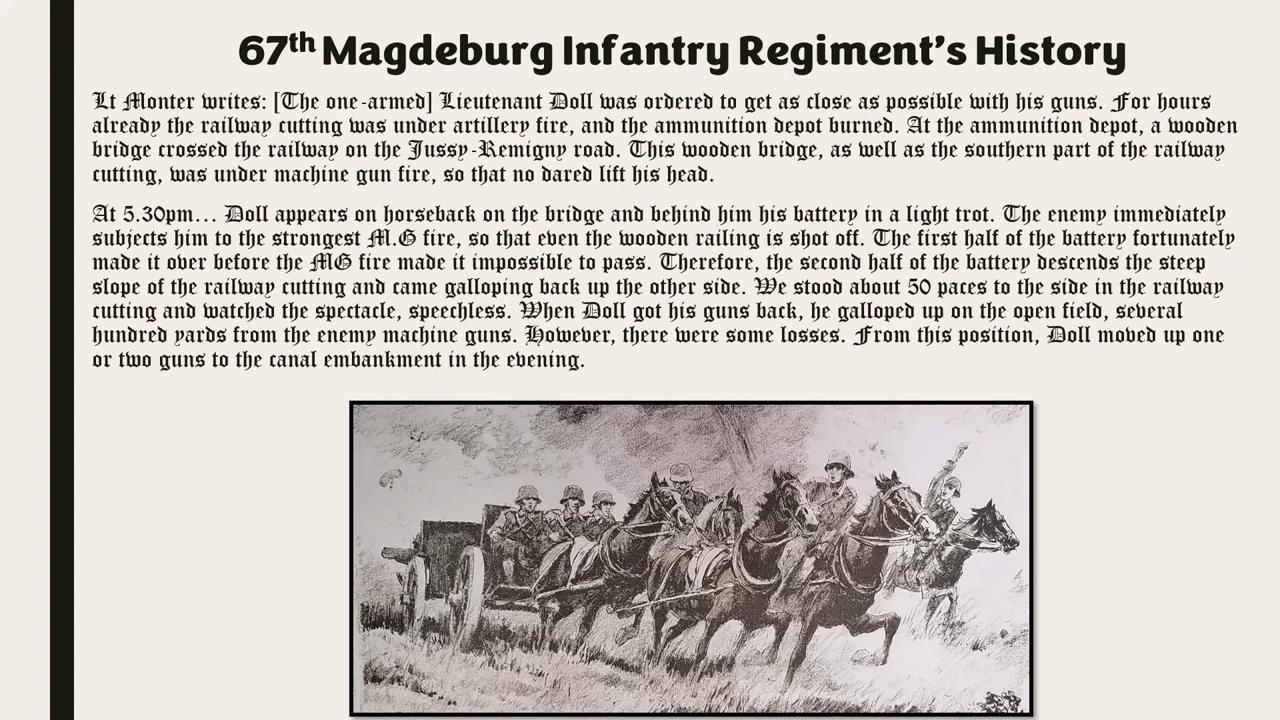 67th Magdeburg Infantry Regiment's History
Lt Monter writes: [The one-armed] Lieutenant Doll was ordered to get as close as possible with his guns. For hours
already the railway cutting was under artillery fire, and the ammunition depot burned. At the ammunition depot, a wooden
bridge crossed the railway on the Jussy-Remigny road. This wooden bridge, as well as the southern part of the railway
cutting, was under machine gun fire, so that no dared lift his head.
At 5.30pm... Doll appears on horseback on the bridge and behind him his battery in a light trot. The enemy immediately
subjects him to the strongest M.G fire, so that even the wooden railing is shot off. The first half of the battery fortunately
made it over before the MG fire made it impossible to pass. Therefore, the second half of the battery descends the steep
slope of the railway cutting and came galloping back up the other side. We stood about 50 paces to the side in the railway
cutting and watched the spectacle, speechless. When Doll got his guns back, he galloped up on the open field, several
hundred yards from the enemy machine guns. However, there were some losses. From this position, Doll moved up one
or two guns to the canal embankment in the evening.